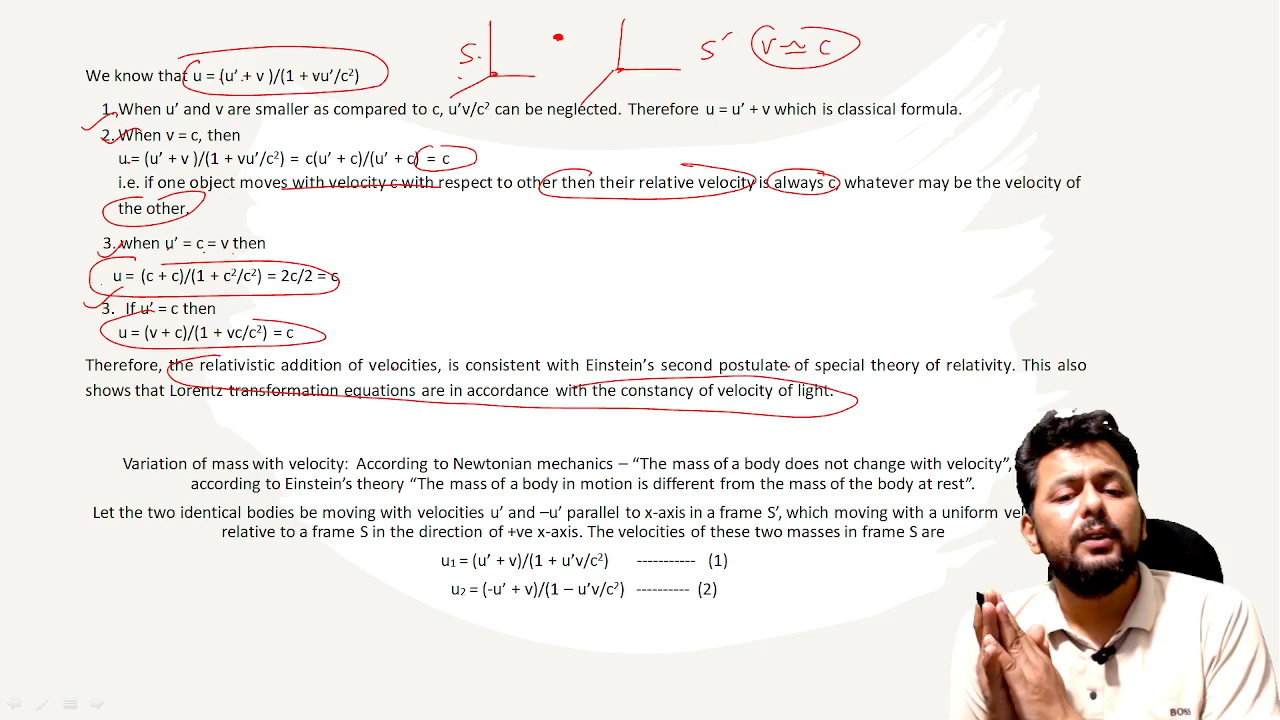 S. S′ v ≃ c
We know that u = (u’ + v )/(1 + vu’/c²)
1. When u’ and v are smaller as compared to c, u’v/c² can be neglected. Therefore u = u’ + v which is classical formula.
2. When v = c, then
u = (u’ + v )/(1 + vu’/c²) = c(u’ + c)/(u’ + c) = c
i.e. if one object moves with velocity c with respect to other then their relative velocity is always c, whatever may be the velocity of
the other.
3. when u’ = c = v then
u = (c + c)/(1 + c²/c²) = 2c/2 = c
3. If u’ = c then
u = (v + c)/(1 + vc/c²) = c
Therefore, the relativistic addition of velocities, is consistent with Einstein’s second postulate of special theory of relativity. This also
shows that Lorentz transformation equations are in accordance with the constancy of velocity of light.
Variation of mass with velocity: According to Newtonian mechanics – “The mass of a body does not change with velocity”,
according to Einstein’s theory “The mass of a body in motion is different from the mass of the body at rest”.
Let the two identical bodies be moving with velocities u’ and –u’ parallel to x-axis in a frame S’, which moving with a uniform
relative to a frame S in the direction of +ve x-axis. The velocities of these two masses in frame S are
u₁ = (u’ + v)/(1 + u’v/c²) ----------- (1)
u₂ = (-u’ + v)/(1 – u’v/c²) ---------- (2)
BOSS